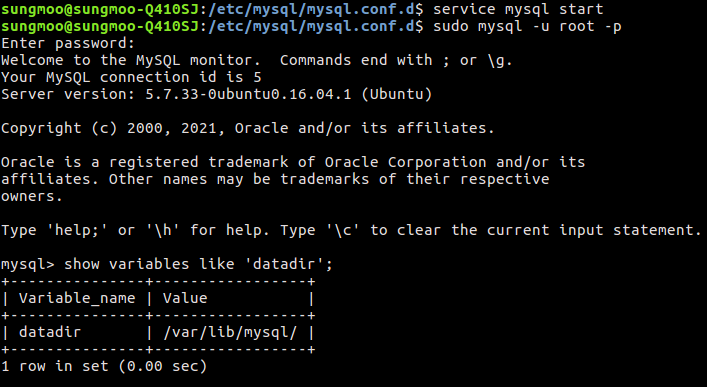 sungmoo@sungmoo-Q410SJ:/etc/mysql/mysql.conf.d$ service mysql start
sungmoo@sungmoo-Q410SJ:/etc/mysql/mysql.conf.d$ sudo mysql -u root -p
Enter password:
Welcome to the MySQL monitor.  Commands end with ; or \g.
Your MySQL connection id is 5
Server version: 5.7.33-0ubuntu0.16.04.1 (Ubuntu)

Copyright (c) 2000, 2021, Oracle and/or its affiliates.

Oracle is a registered trademark of Oracle Corporation and/or its
affiliates. Other names may be trademarks of their respective
owners.

Type 'help;' or '\h' for help. Type '\c' to clear the current input statement.

mysql> show variables like 'datadir';
+---------------+-----------------+
| Variable_name | Value           |
+---------------+-----------------+
| datadir       | /var/lib/mysql/ |
+---------------+-----------------+
1 row in set (0.00 sec)